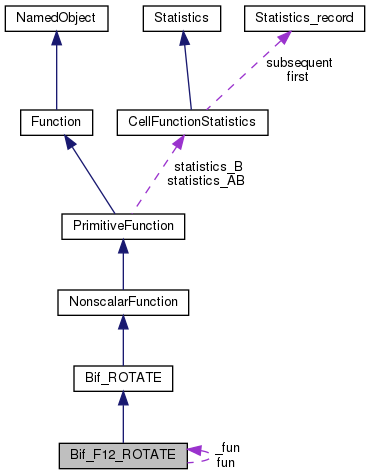 NamedObject
Statistics
Statistics_record
subsequent
first
Function
CellFunctionStatistics
statistics_B
statistics_AB
PrimitiveFunction
NonscalarFunction
Bif_ROTATE
Bif_F12_ROTATE
_fun
fun